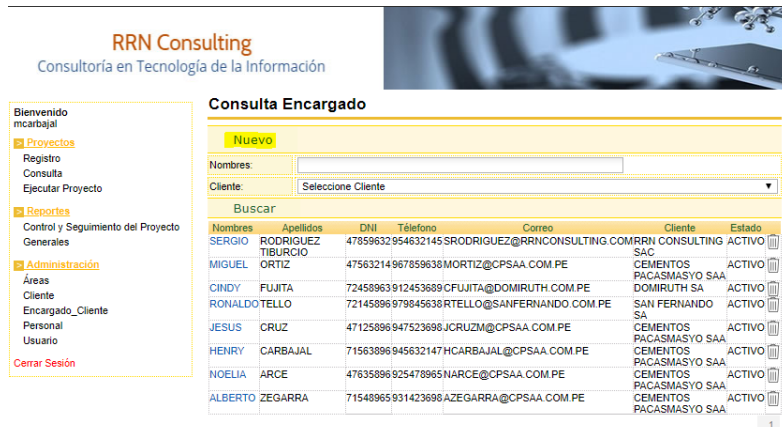 RRN Consulting
Consultoría en Tecnología de la Información
Bienvenido
mcarbajal
Proyectos
Registro
Consulta
Ejecutar Proyecto
Reportes
Control y Seguimiento del Proyecto
Generales
Administración
Áreas
Cliente
Encargado_Cliente
Personal
Usuario
Cerrar Sesión
Consulta Encargado
Nuevo
Nombres:
Cliente: Seleccione Cliente
Buscar
Nombres Apellidos DNI Télefono Correo Cliente Estado
SERGIO RODRIGUEZ 47859632 954632145 SRODRIGUEZ@RRNCONSULTING.COM RRN CONSULTING ACTIVO
TIBURCIO SAC
MIGUEL ORTIZ 47563214 967859638 MORTIZ@CPSAA.COM.PE CEMENTOS ACTIVO
PACASMASYO SAA
CINDY FUJITA 72458963 912453689 CFUJITA@DOMIRUTH.COM DOMIRUTH SA ACTIVO
RONALDO TELLO 72145896 979845638 RTELLO@SANFERNANDO.COM.PE SAN FERNANDO ACTIVO
SA
JESUS CRUZ 47125896 947523698 JCRUZM@CPSAA.COM.PE CEMENTOS ACTIVO
PACASMASYO SAA
HENRY CARBAJAL 71563896 945632147 HCARBAJAL@CPSAA.COM.PE CEMENTOS ACTIVO
PACASMASYO SAA
NOELIA ARCE 47635896 925478965 NARCE@CPSAA.COM.PE CEMENTOS ACTIVO
PACASMASYO SAA
ALBERTO ZEGARRA 71548965 931423698 AZEGARRA@CPSAA.COM.PE CEMENTOS ACTIVO
PACASMASYO SAA
1